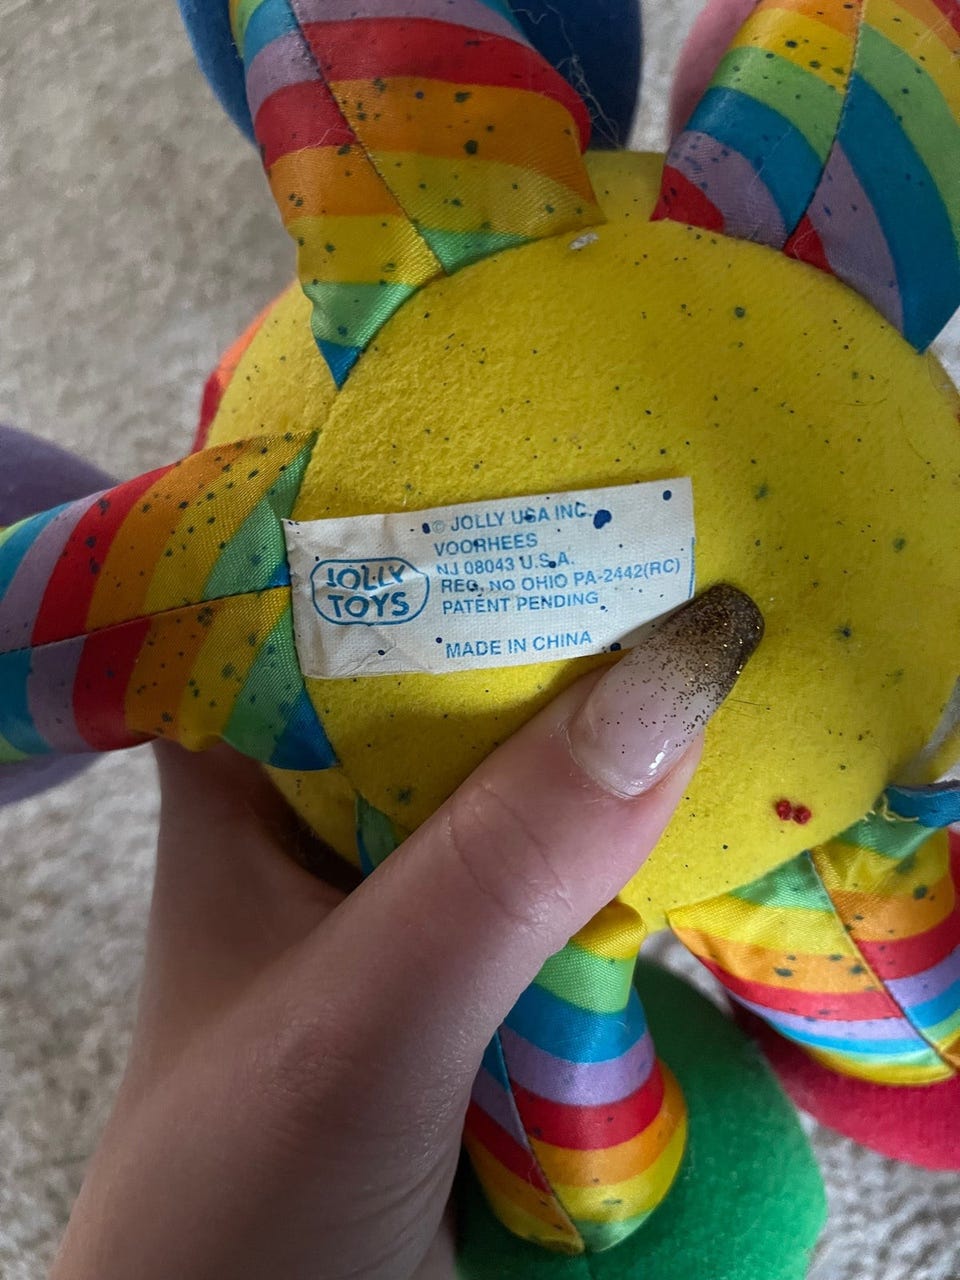 JOLLY
TOYS
© JOLLY USA INC.
VOORHEES
NJ 08043 U.S.A.
REG. NO OHIO PA-2442(RC)
PATENT PENDING
MADE IN CHINA